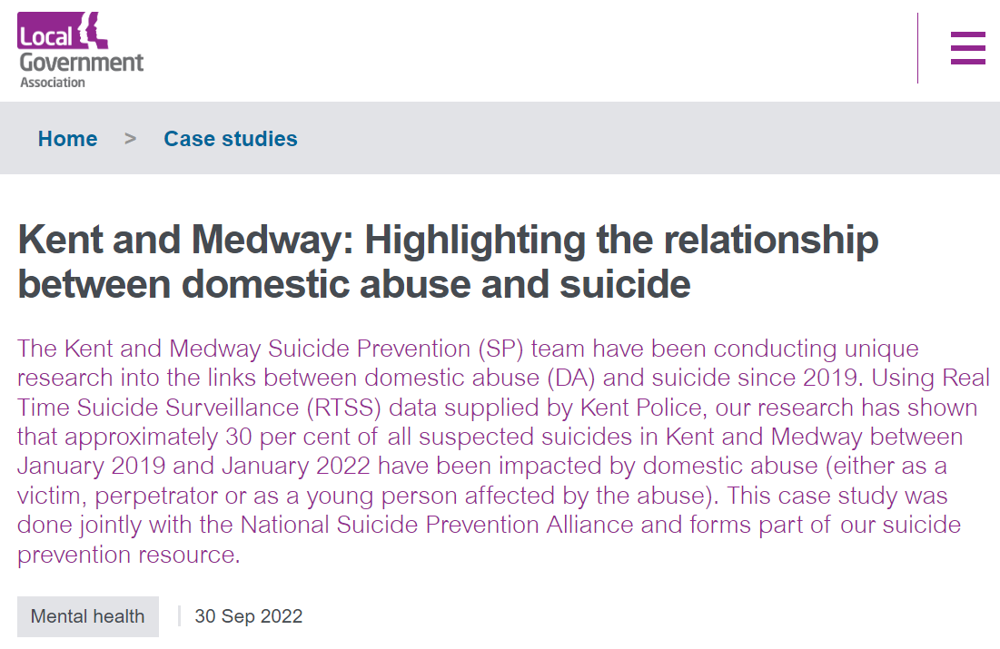 Local
Government
Association
Home > Case studies
Kent and Medway: Highlighting the relationship
between domestic abuse and suicide
The Kent and Medway Suicide Prevention (SP) team have been conducting unique
research into the links between domestic abuse (DA) and suicide since 2019. Using Real
Time Suicide Surveillance (RTSS) data supplied by Kent Police, our research has shown
that approximately 30 per cent of all suspected suicides in Kent and Medway between
January 2019 and January 2022 have been impacted by domestic abuse (either as a
victim, perpetrator or as a young person affected by the abuse). This case study was
done jointly with the National Suicide Prevention Alliance and forms part of our suicide
prevention resource.
Mental health | 30 Sep 2022